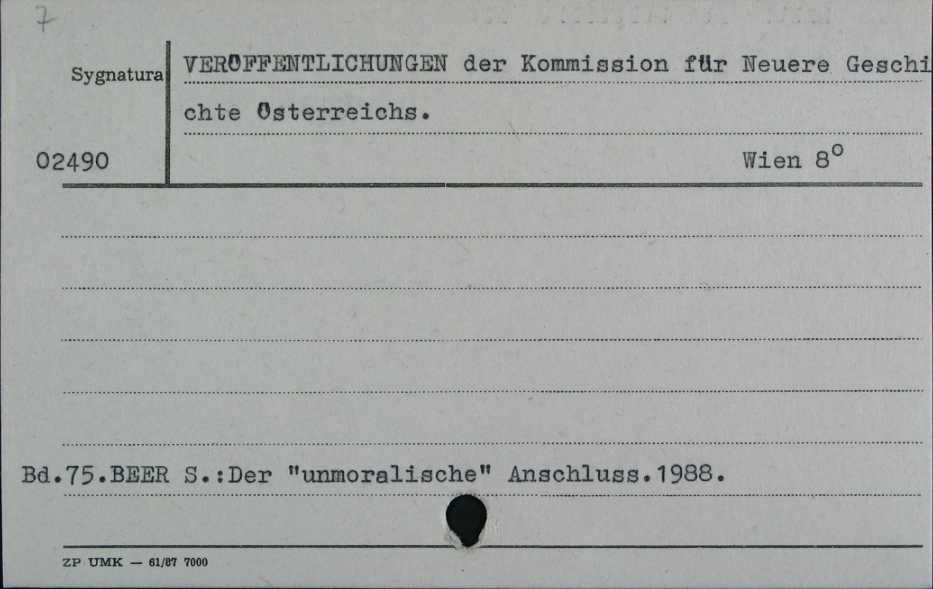 7
Sygnatura
VERÖFFENTLICHUNGEN der Kommission für Neuere Geschi
chte Österreichs.
02490
Wien 8º
Bd.75.BEER S.:Der "unmoralische" Anschluss.1988.
ZP UMK — 61/87 7000